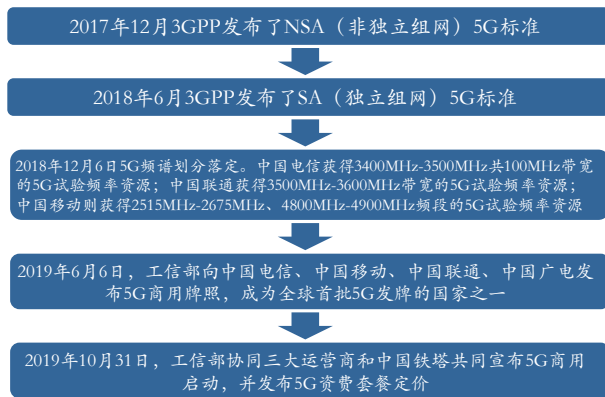 2017年12月3GPP发布了NSA（非独立组网）5G标准
2018年6月3GPP发布了SA（独立组网）5G标准
2018年12月6日5G频谱划分落定。中国电信获得3400MHz-3500MHz共100MHz带宽
的5G试验频率资源；中国联通获得3500MHz-3600MHz带宽的5G试验频率资源；
中国移动则获得2515MHz-2675MHz、4800MHz-4900MHz频段的5G试验频率资源
2019年6月6日，工信部向中国电信、中国移动、中国联通、中国广电发
布5G商用牌照，成为全球首批5G发牌的国家之一
2019年10月31日，工信部协同三大运营商和中国铁塔共同宣布5G商用
启动，并发布5G资费套餐定价